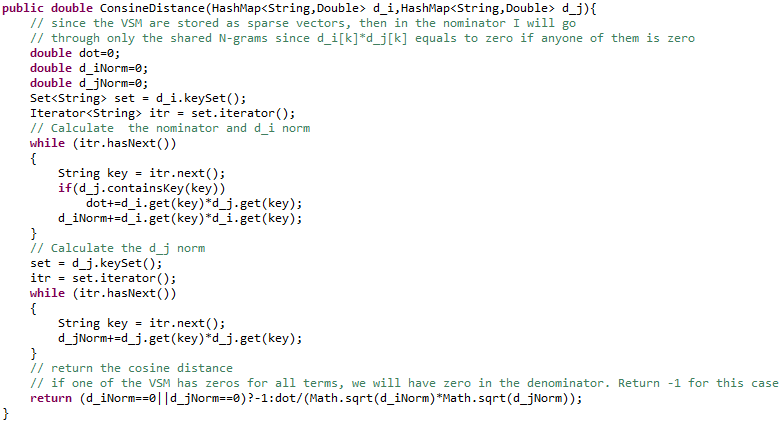 public double ConsineDistance(HashMap<String,Double> d_i,HashMap<String,Double> d_j){
    // since the VSM are stored as sparse vectors, then in the nominator I will go
    // through only the shared N-grams since d_i[k]*d_j[k] equals to zero if anyone of them is zero
    double dot=0;
    double d_iNorm=0;
    double d_jNorm=0;
    Set<String> set = d_i.keySet();
    Iterator<String> itr = set.iterator();
    // Calculate  the nominator and d_i norm
    while (itr.hasNext())
    {
        String key = itr.next();
        if(d_j.containsKey(key))
            dot+=d_i.get(key)*d_j.get(key);
        d_iNorm+=d_i.get(key)*d_i.get(key);
    }
    // Calculate the d_j norm
    set = d_j.keySet();
    itr = set.iterator();
    while (itr.hasNext())
    {
        String key = itr.next();
        d_jNorm+=d_j.get(key)*d_j.get(key);
    }
    // return the cosine distance
    // if one of the VSM has zeros for all terms, we will have zero in the denominator. Return -1 for this case
    return (d_iNorm==0||d_jNorm==0)?-1:dot/(Math.sqrt(d_iNorm)*Math.sqrt(d_jNorm));
}